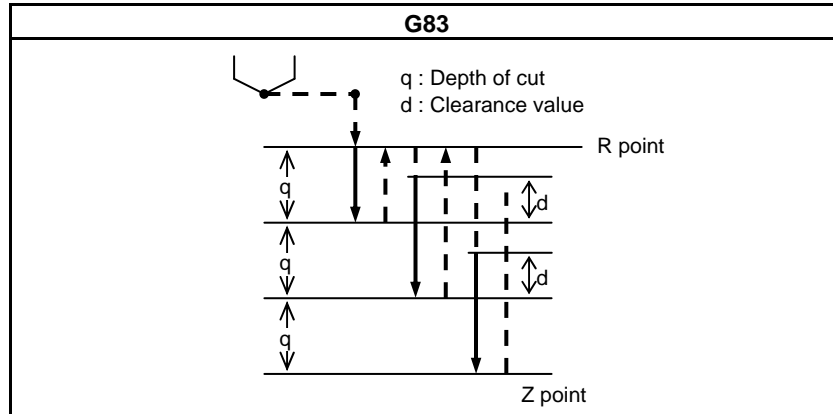 G83
q : Depth of cut
d : Clearance value
R point
q
d
q
d
q
Z point